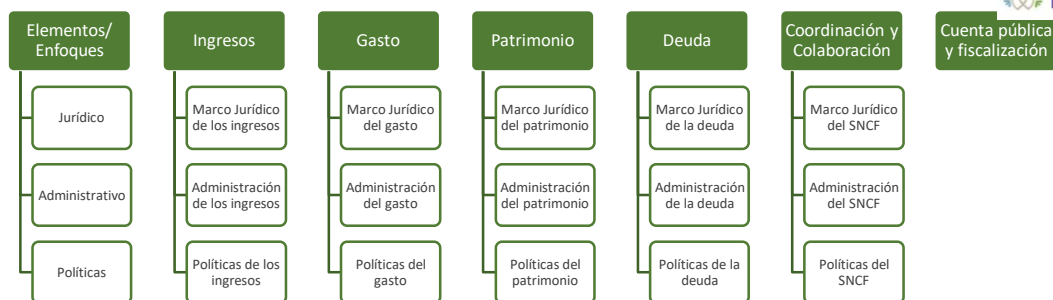 Elementos/
Enfoques
Jurídico
Administrativo
Políticas
Ingresos
Marco Jurídico
de los ingresos
Administración
de los ingresos
Políticas de los
ingresos
Gasto
Marco Jurídico
del gasto
Administración
del gasto
Políticas del
gasto
Patrimonio
Marco Jurídico
del patrimonio
Administración
del patrimonio
Políticas del
patrimonio
Deuda
Marco Jurídico
de la deuda
Administración
de la deuda
Políticas de la
deuda
Coordinación y
Colaboración
Marco Jurídico
del SNCF
Administración
del SNCF
Políticas del
SNCF
Cuenta pública
y fiscalización